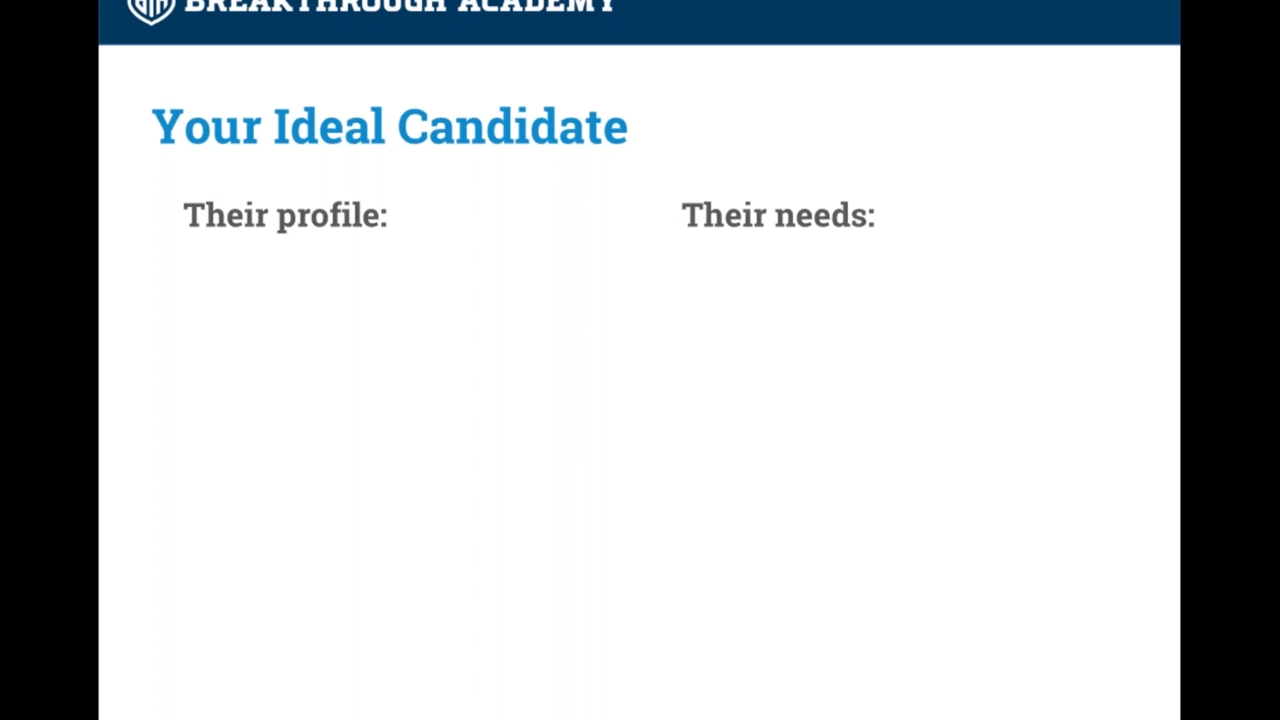 BREAKTHROUGH ACADEMY
Your Ideal Candidate
Their profile:
Their needs: